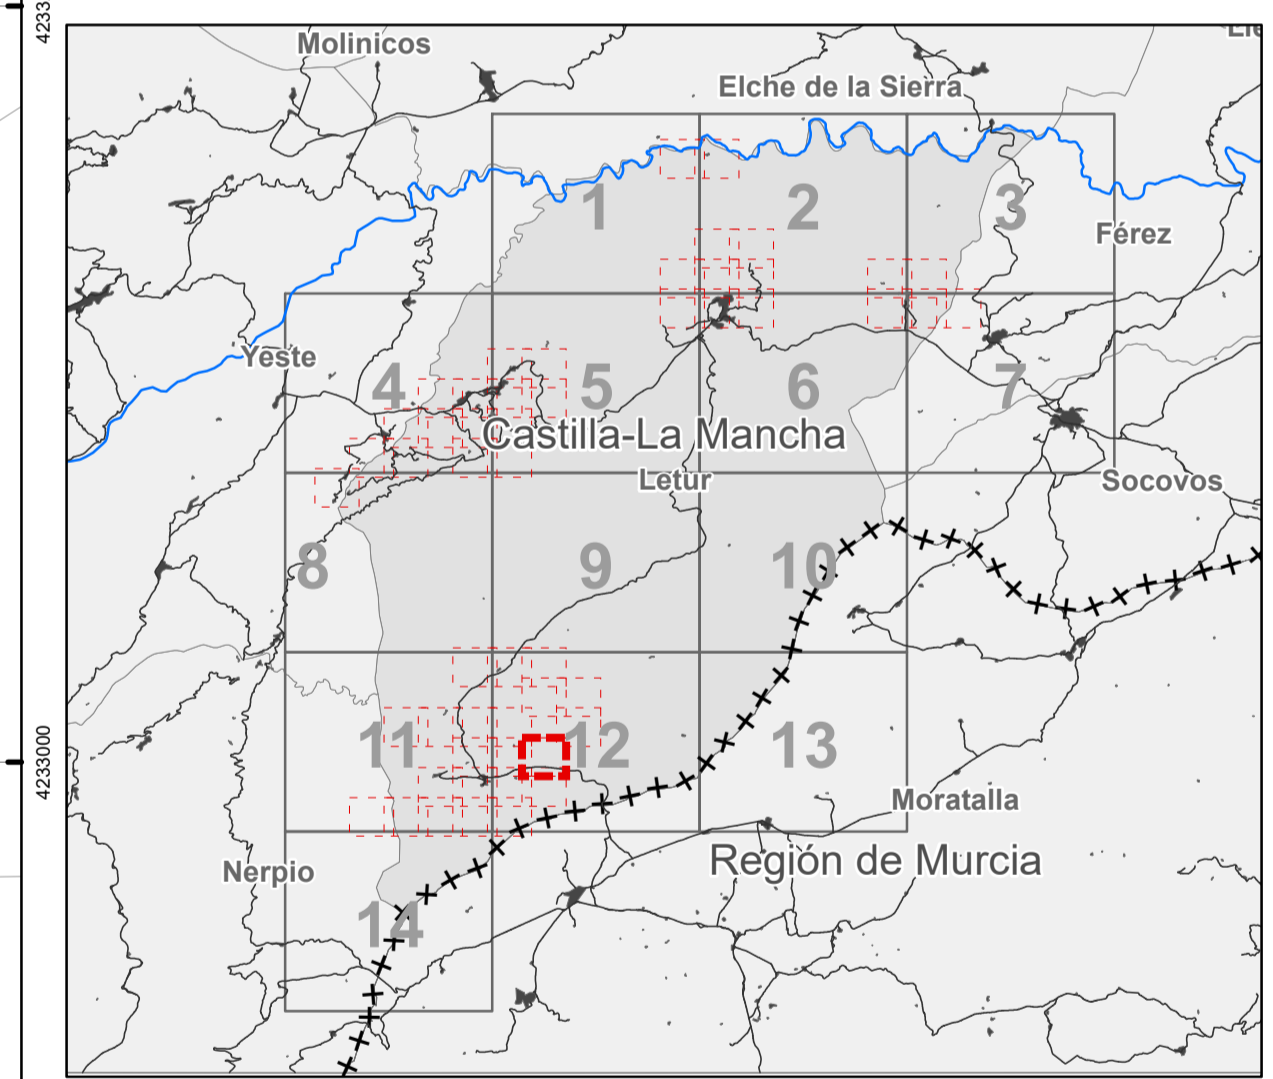 4233
Molinicos
Elche de la Sierra
1
2
3
Férez
Yeste
4
5
6
7
Castilla-La Mancha
Letur
Socovos
8
9
10
11
12
13
4233000
Moratalla
Nerpio
Región de Murcia
14